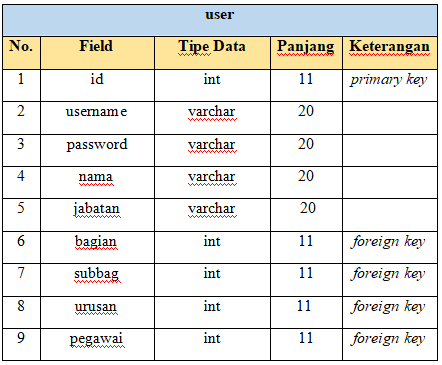 user
No. Field Tipe Data Panjang Keterangan
1 id int 11 primary key
2 username varchar 20
3 password varchar 20
4 nama varchar 20
5 jabatan varchar 20
6 bagian int 11 foreign key
7 subbag int 11 foreign key
8 urusan int 11 foreign key
9 pegawai int 11 foreign key